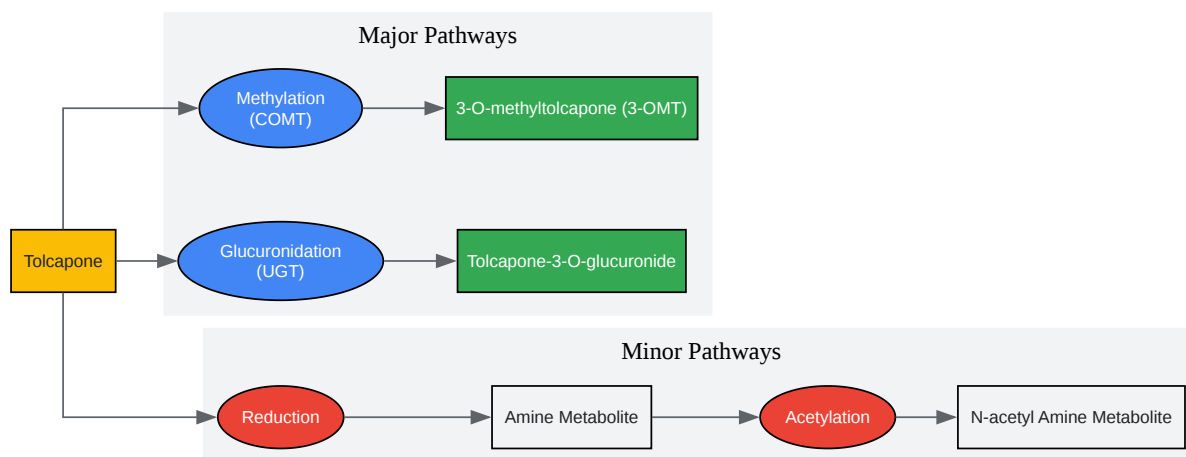 Major Pathways
Methylation
(COMT)
3-O-methyltolcapone (3-OMT)
Tolcapone
Glucuronidation
(UGT)
Tolcapone-3-O-glucuronide
Minor Pathways
Reduction
Amine Metabolite
Acetylation
N-acetyl Amine Metabolite